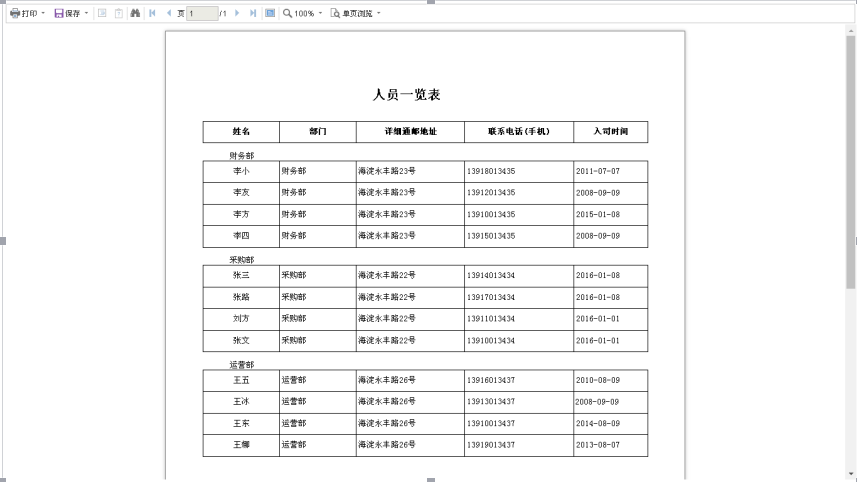 打印 保存 页 1 /1 100% 单页浏览
人员一览表
姓名 部门 详细通邮地址 联系电话(手机) 入司时间
财务部
李小 财务部 海淀永丰路23号 13918013435 2011-07-07
李友 财务部 海淀永丰路23号 13912013435 2008-09-09
李方 财务部 海淀永丰路23号 13910013435 2015-01-08
李四 财务部 海淀永丰路23号 13915013435 2008-09-09
采购部
张三 采购部 海淀永丰路22号 13914013434 2016-01-08
张路 采购部 海淀永丰路22号 13917013434 2016-01-08
刘方 采购部 海淀永丰路22号 13911013434 2016-01-01
张文 采购部 海淀永丰路22号 13910013434 2016-01-01
运营部
王五 运营部 海淀永丰路26号 13916013437 2010-08-09
王冰 运营部 海淀永丰路26号 13913013437 2008-09-09
王东 运营部 海淀永丰路26号 13910013437 2014-08-09
王娜 运营部 海淀永丰路26号 13919013437 2013-08-07